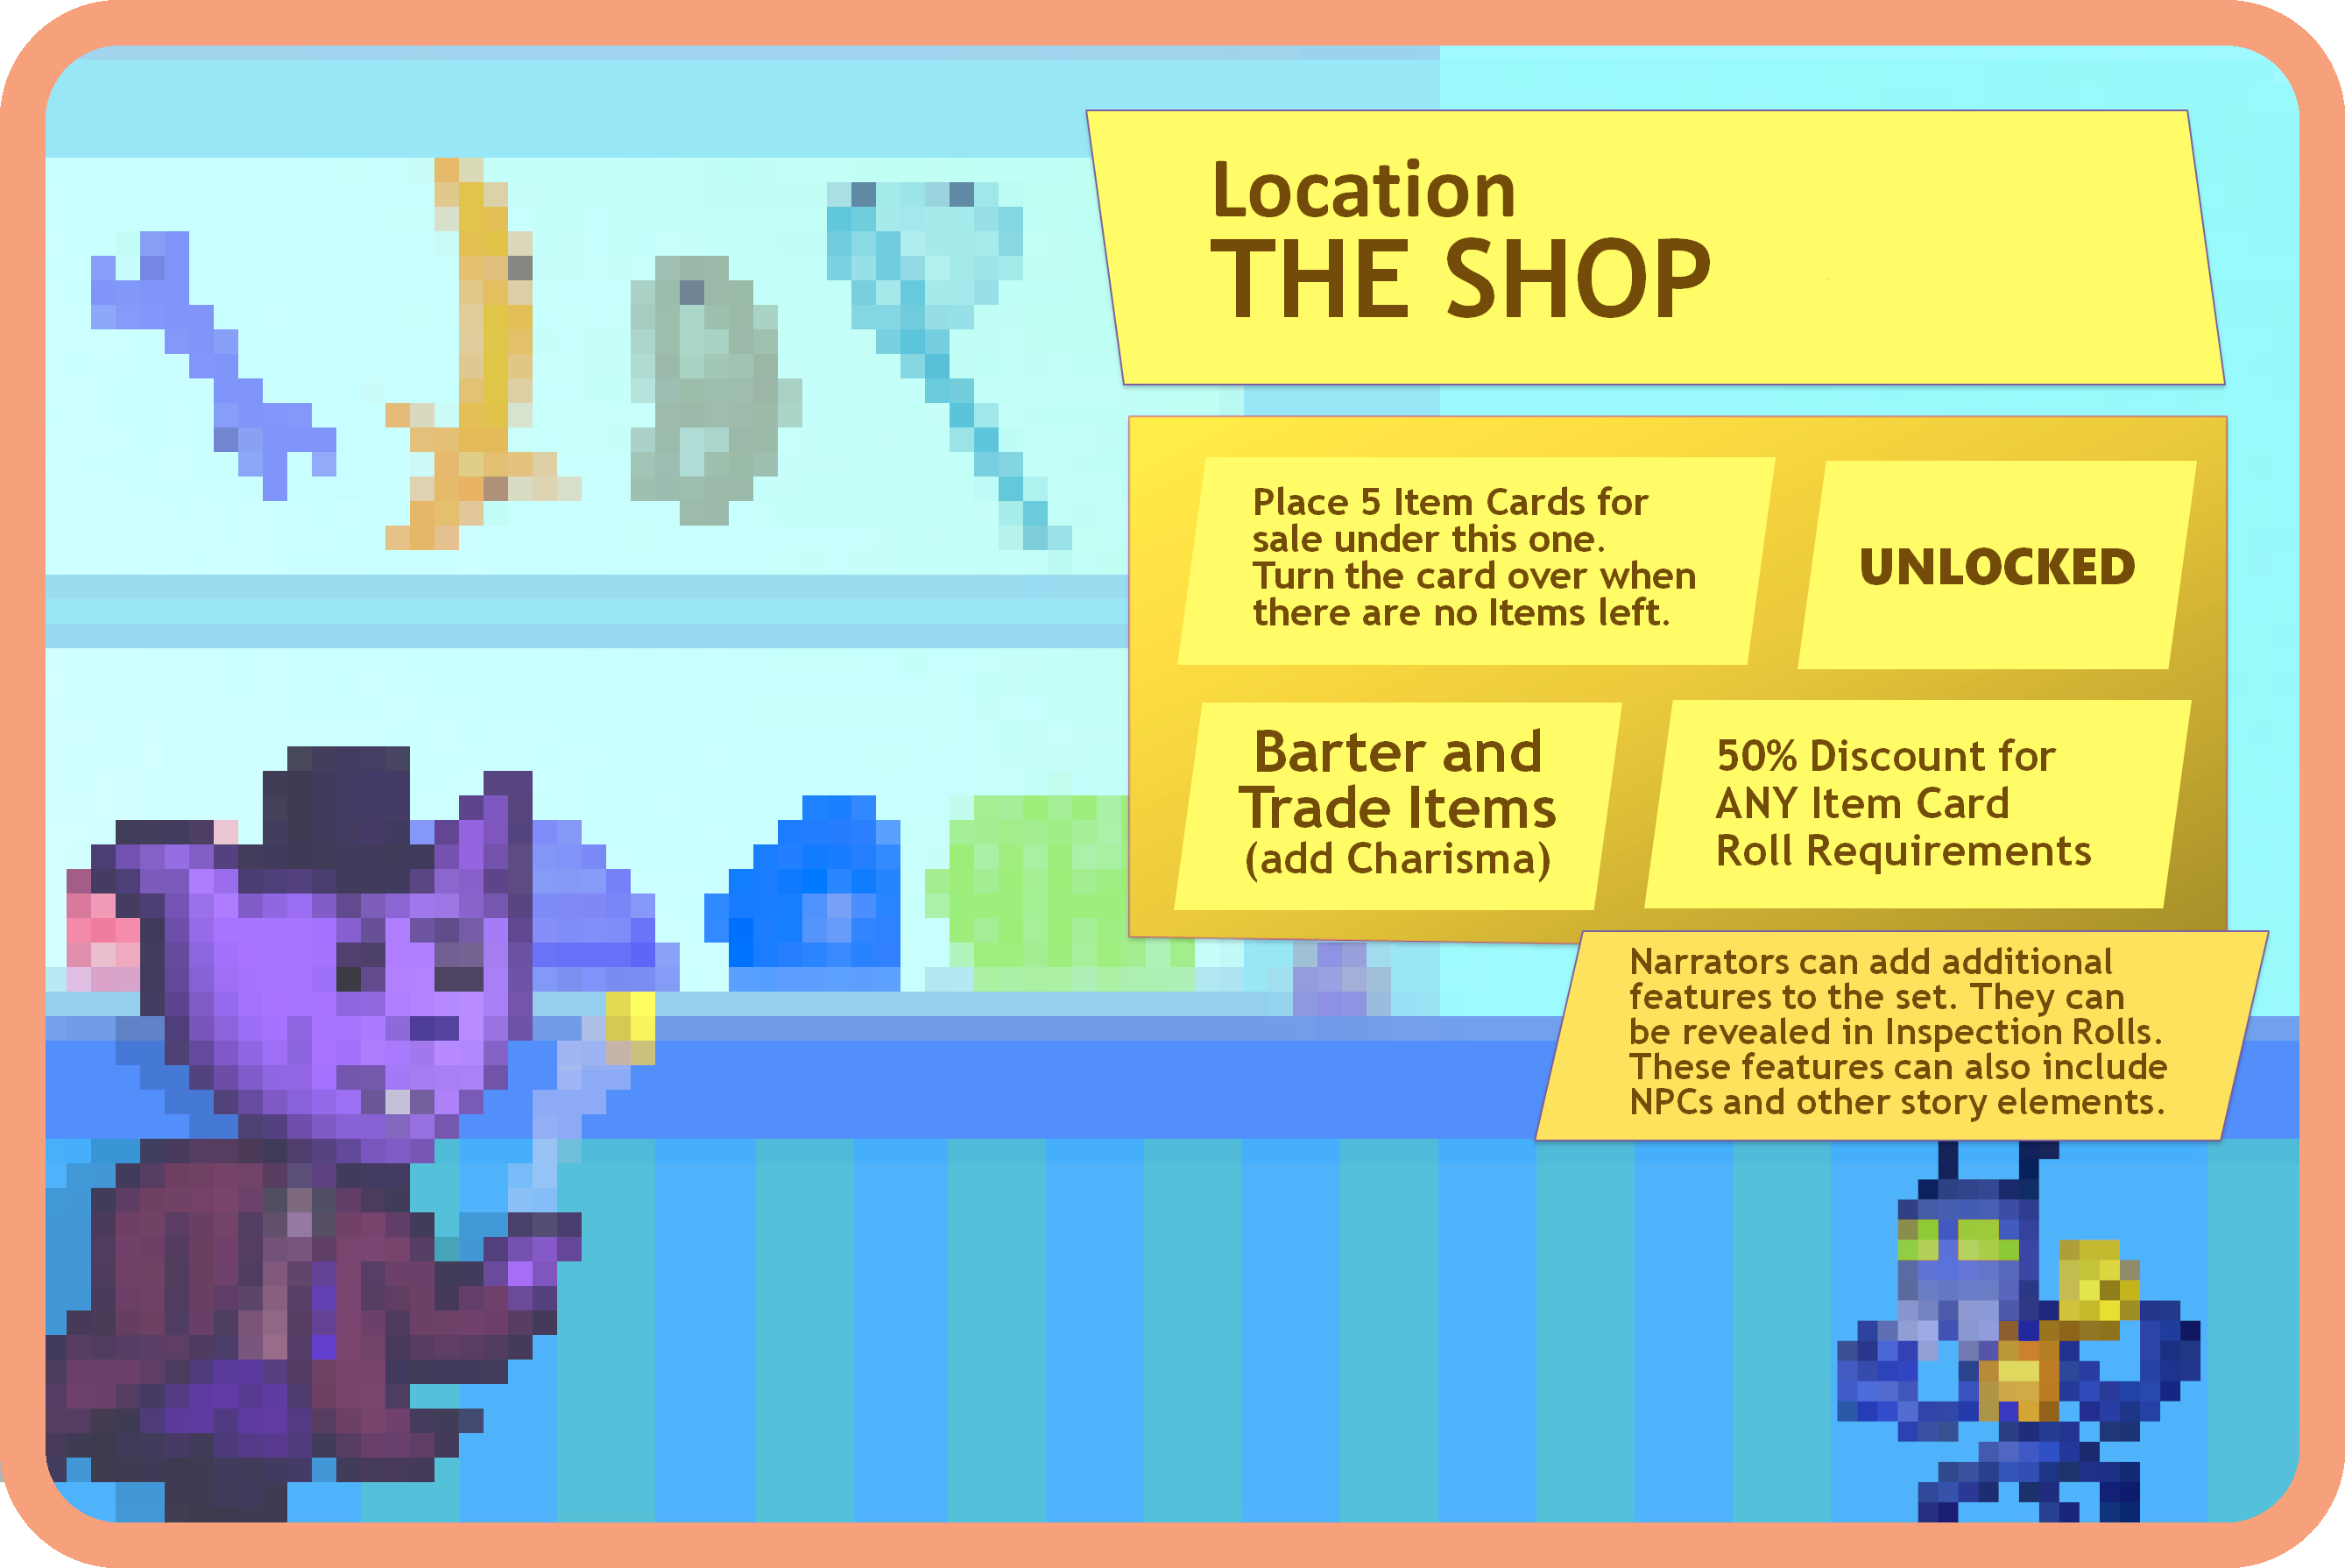 Location
THE SHOP
Place 5 Item Cards for
sale under this one.
Turn the card over when
there are no Items left.
UNLOCKED
Barter and
Trade Items
(add Charisma)
50% Discount for
ANY Item Card
Roll Requirements
Narrators can add additional
features to the set. They can
be revealed in Inspection Rolls.
These features can also include
NPCs and other story elements.